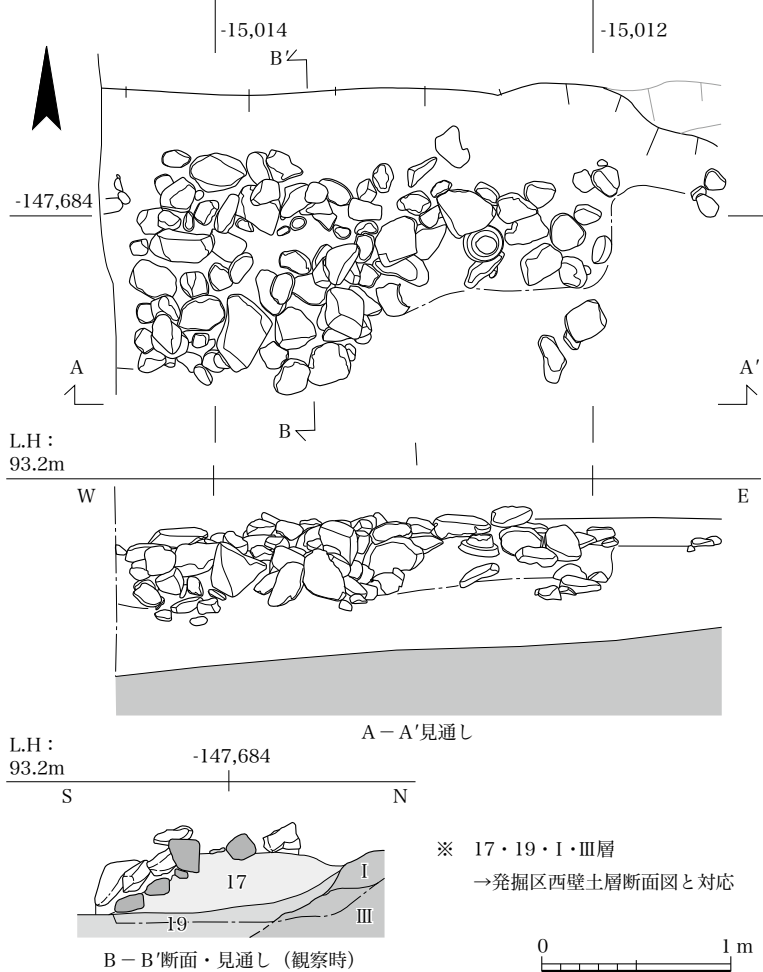 -15,014
-15,012
B′
-147,684
A
A′
B
L.H：
93.2m
W
E
A－A′見通し
L.H：
93.2m
-147,684
S
N
I
17
19
Ⅲ
※　17・19・I・Ⅲ層
→発掘区西壁土層断面図と対応
B－B′断面・見通し（観察時）
0
1 m